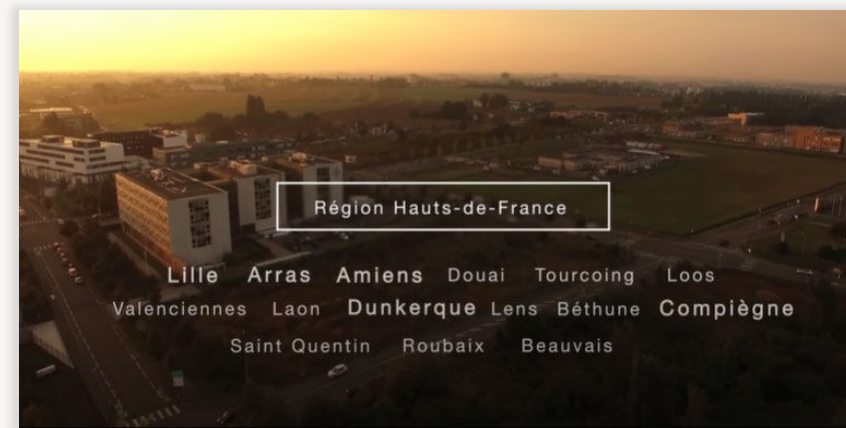 Région Hauts-de-France
Lille Arras Amiens Douai Tourcoing Loos
Valenciennes Laon Dunkerque Lens Béthune Compiègne
Saint Quentin Roubaix Beauvais